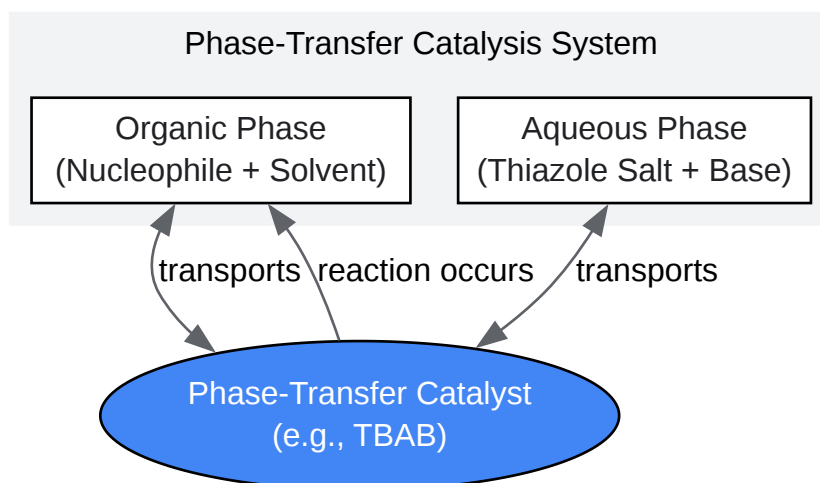 Phase-Transfer Catalysis System
Organic Phase
(Nucleophile + Solvent)
Aqueous Phase
(Thiazole Salt + Base)
transports
reaction occurs
transports
Phase-Transfer Catalyst
(e.g., TBAB)